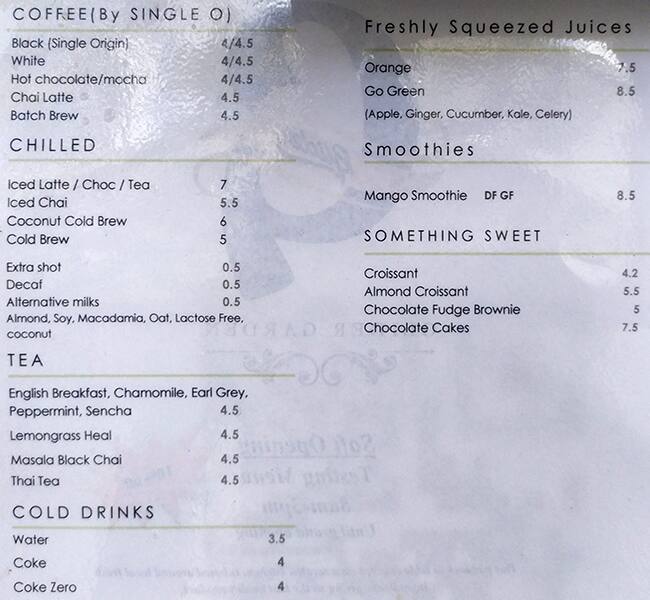 COFFEE(By SINGLE O)
Black (Single Origin) 4/4.5
White 4/4.5
Hot chocolate/mocha 4/4.5
Chai Latte 4.5
Batch Brew 4.5
CHILLED
Iced Latte / Choc / Tea 7
Iced Chai 5.5
Coconut Cold Brew 6
Cold Brew 5
Extra shot 0.5
Decaf 0.5
Alternative milks 0.5
Almond, Soy, Macadamia, Oat, Lactose Free,
coconut
TEA
English Breakfast, Chamomile, Earl Grey,
Peppermint, Sencha 4.5
Lemongrass Heal 4.5
Masala Black Chai 4.5
Thai Tea 4.5
COLD DRINKS
Water 3.5
Coke 4
Coke Zero 4
Freshly Squeezed Juices
Orange 7.5
Go Green 8.5
(Apple, Ginger, Cucumber, Kale, Celery)
Smoothies
Mango Smoothie DF GF 8.5
SOMETHING SWEET
Croissant 4.2
Almond Croissant 5.5
Chocolate Fudge Brownie 5
Chocolate Cakes 7.5
GARDEN
Soft Opening
Testing Menu
8am-3pm